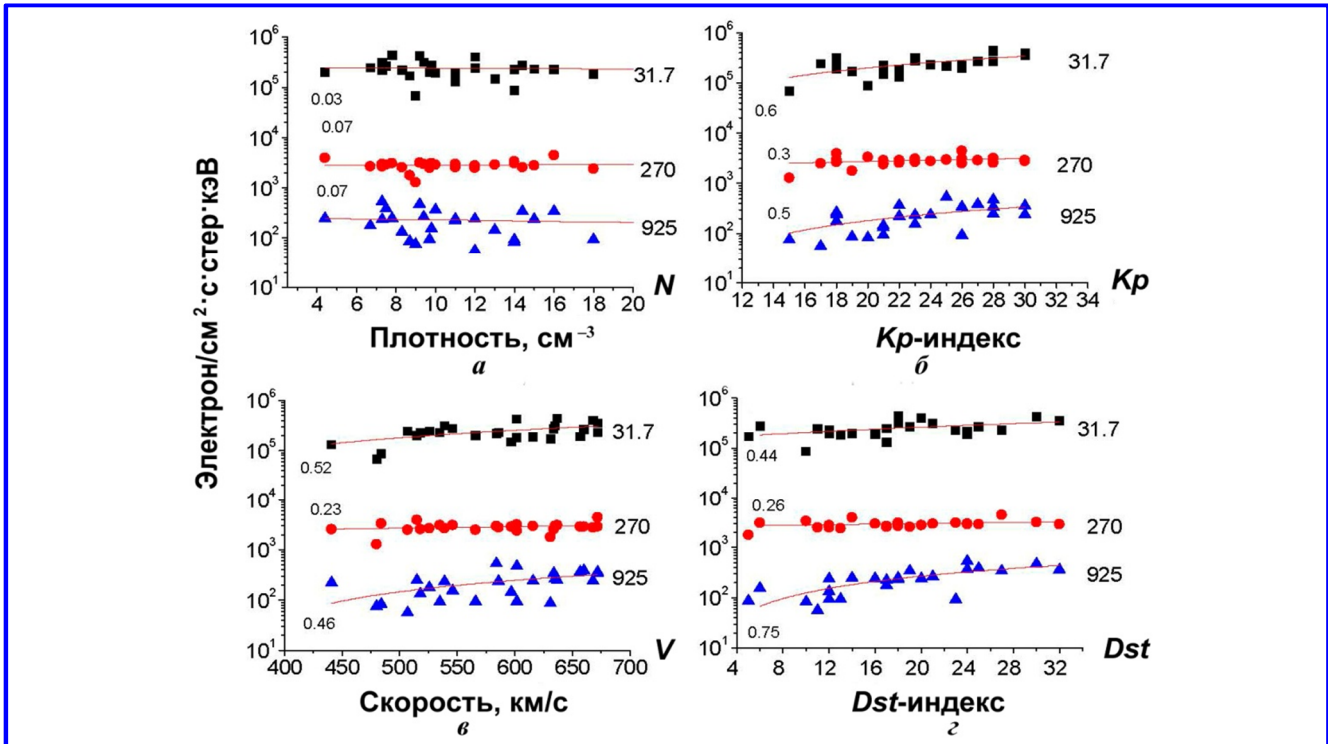 Электрон/см²·с·стер·кэВ
10⁶
10⁵
10⁴
10³
10²
10¹
31.7
0.03
0.07
270
0.07
925
4 6 8 10 12 14 16 18 20
N
Плотность, см⁻³
а
10⁶
10⁵
10⁴
10³
10²
10¹
31.7
0.6
0.3
270
0.5
925
12 14 16 18 20 22 24 26 28 30 32 34
Kp
Kp-индекс
б
10⁶
10⁵
10⁴
10³
10²
10¹
31.7
0.52
0.23
270
925
0.46
400 450 500 550 600 650 700
V
Скорость, км/с
в
10⁶
10⁵
10⁴
10³
10²
10¹
31.7
0.44
0.26
270
925
0.75
4 8 12 16 20 24 28 32
Dst
Dst-индекс
г